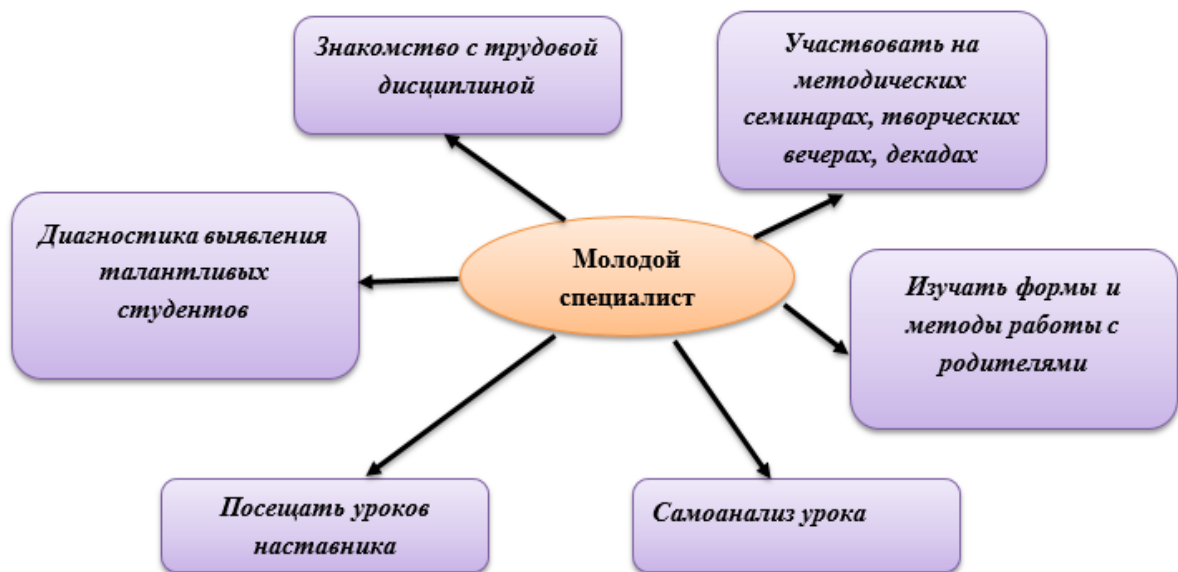 Знакомство с трудовой
дисциплиной
Участвовать на
методических
семинарах, творческих
вечерах, декадах
Диагностика выявления
талантливых
студентов
Молодой
специалист
Изучать формы и
методы работы с
родителями
Посещать уроков
наставника
Самоанализ урока